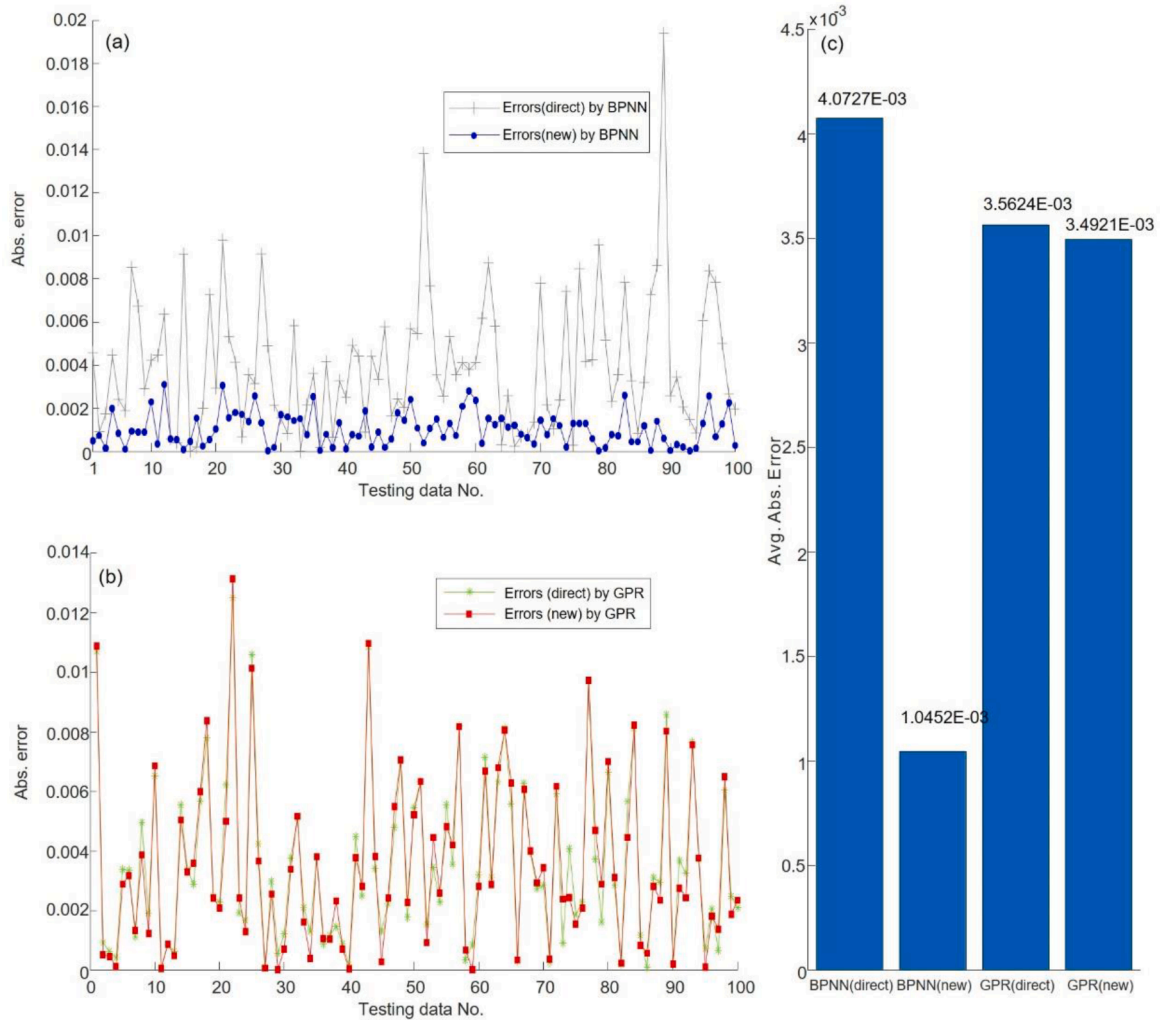 (a)
0.02
0.018
0.016
0.014
0.012
0.01
0.008
0.006
0.004
0.002
0
Abs. error
Errors(direct) by BPNN
Errors(new) by BPNN
1 10 20 30 40 50 60 70 80 90 100
Testing data No.
(b)
0.014
0.012
0.01
0.008
0.006
0.004
0.002
0
Abs. error
Errors (direct) by GPR
Errors (new) by GPR
0 10 20 30 40 50 60 70 80 90 100
Testing data No.
×10⁻³
(c)
4.5
4
3.5
3
2.5
2
1.5
1
0.5
0
Avg. Abs. Error
4.0727E-03
1.0452E-03
3.5624E-03
3.4921E-03
BPNN(direct) BPNN(new) GPR(direct) GPR(new)